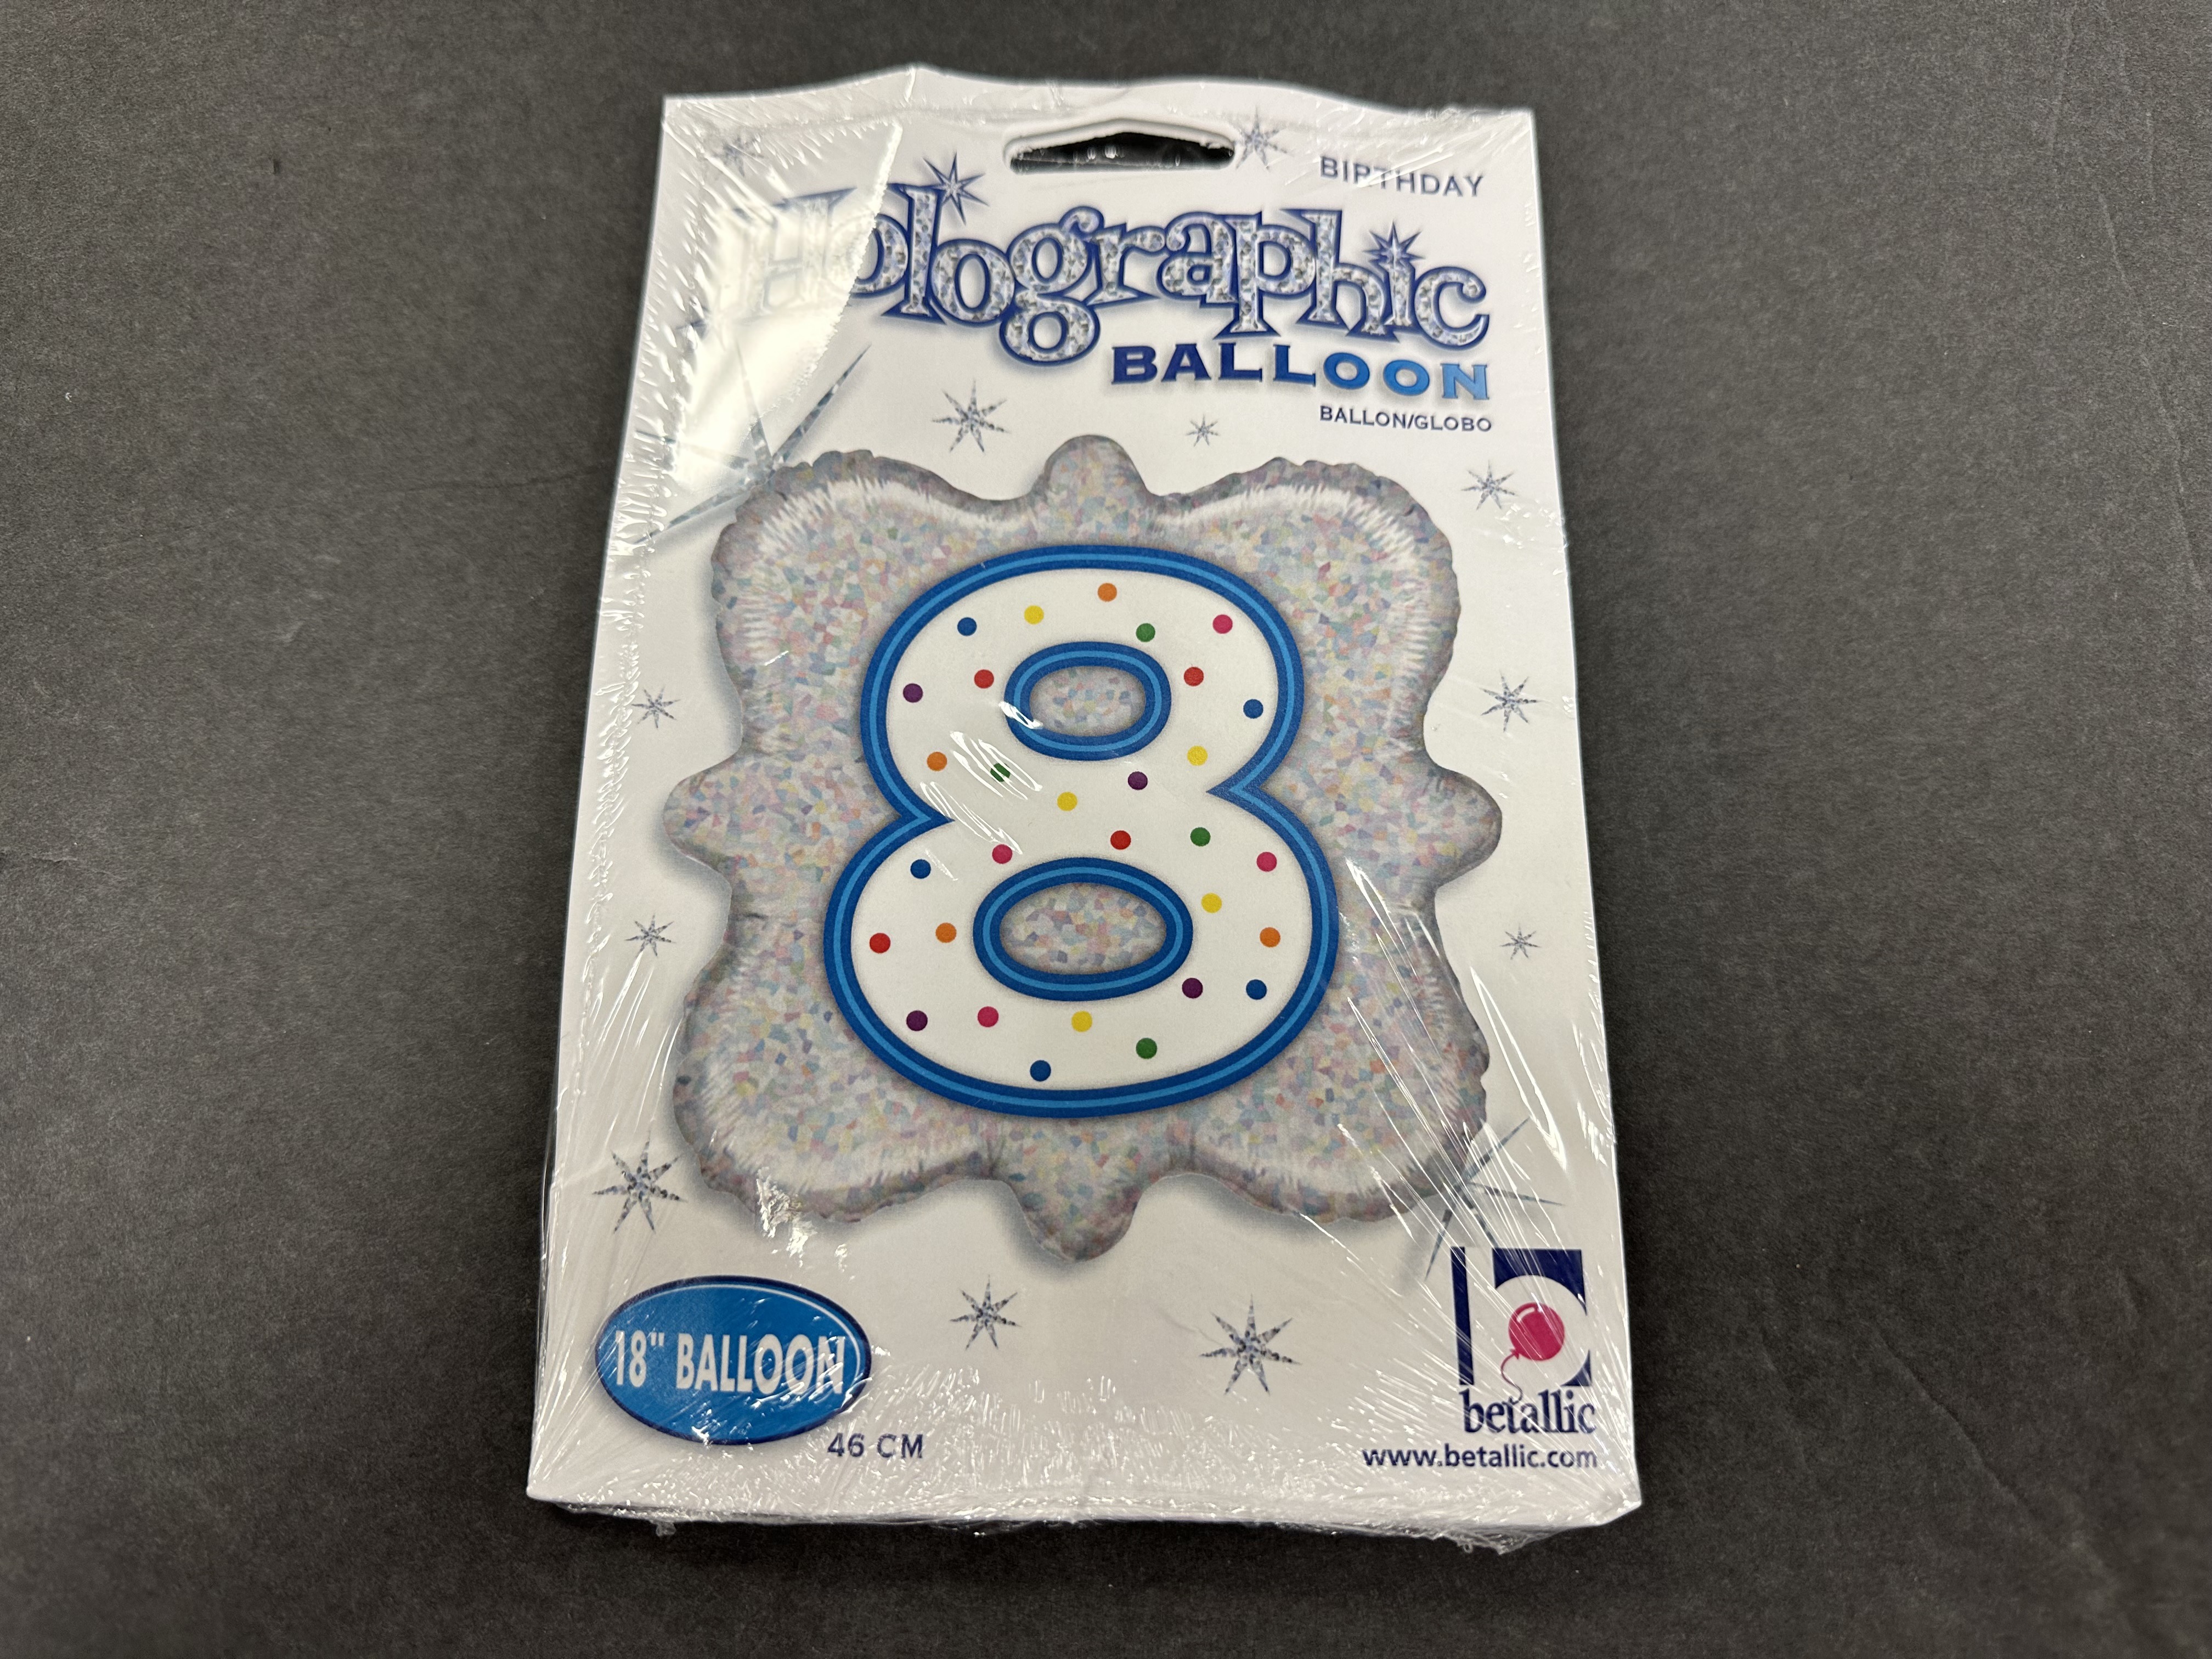 BIRTHDAY
Holographic
BALLOON
BALLON/GLOBO
8
18" BALLOON
46 CM
betallic
www.betallic.com